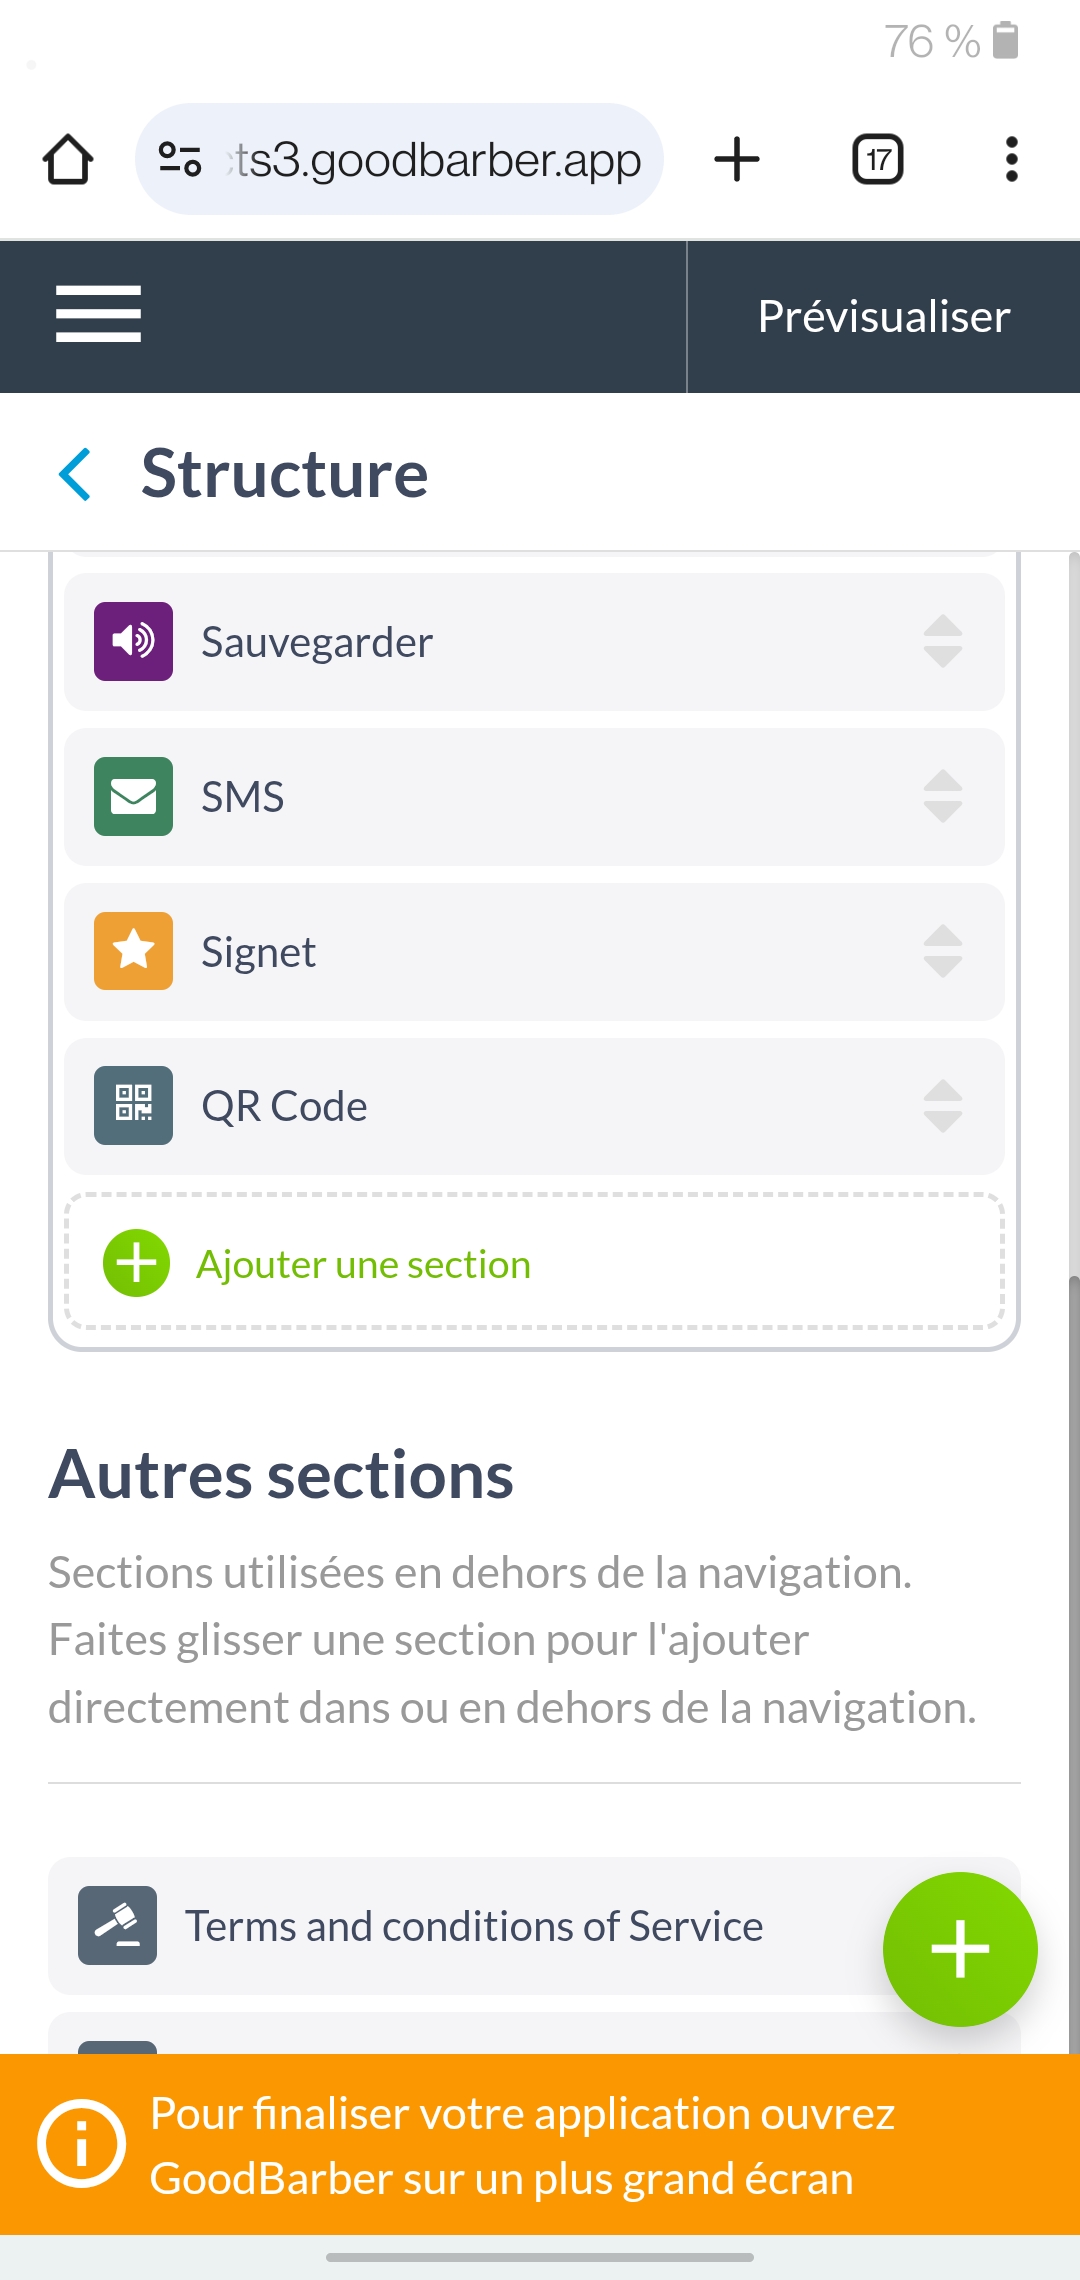 76 %
ts3.goodbarber.app
17
Prévisualiser
Structure
Sauvegarder
SMS
Signet
QR Code
Ajouter une section
Autres sections
Sections utilisées en dehors de la navigation.
Faites glisser une section pour l'ajouter
directement dans ou en dehors de la navigation.
Terms and conditions of Service
Pour finaliser votre application ouvrez
GoodBarber sur un plus grand écran